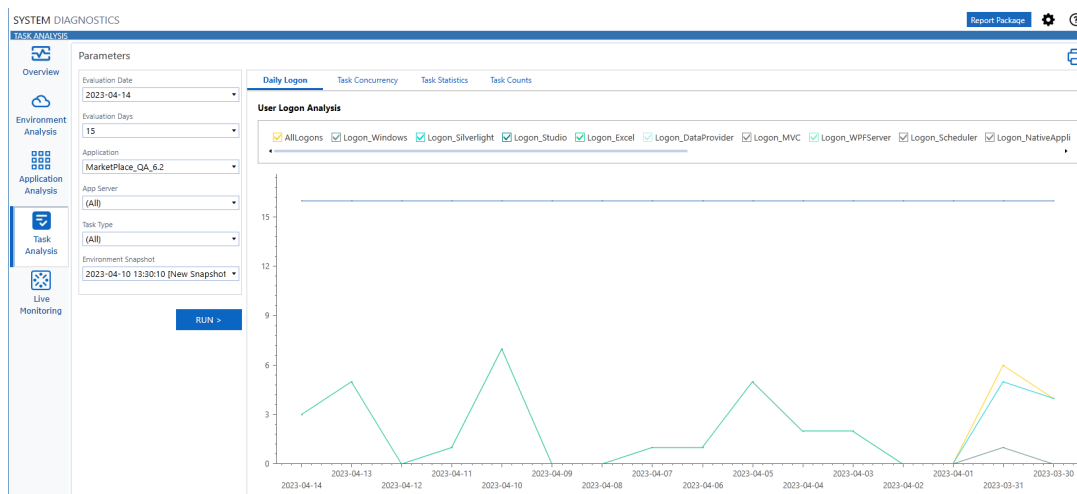 SYSTEM DIAGNOSTICS
Report Package
TASK ANALYSIS
Overview
Environment
Analysis
Application
Analysis
Task
Analysis
Live
Monitoring
Parameters
Evaluation Date
2023-04-14
Evaluation Days
15
Application
MarketPlace_QA_6.2
App Server
(All)
Task Type
(All)
Environment Snapshot
2023-04-10 13:30:10 [New Snapshot
RUN >
Daily Logon Task Concurrency Task Statistics Task Counts
User Logon Analysis
AllLogons Logon_Windows Logon_Silverlight Logon_Studio Logon_Excel Logon_DataProvider Logon_MVC Logon_WPFServer Logon_Scheduler Logon_NativeAppli
15
12
9
6
3
0
2023-04-13 2023-04-11 2023-04-09 2023-04-07 2023-04-05 2023-04-03 2023-04-01 2023-03-30
2023-04-14 2023-04-12 2023-04-10 2023-04-08 2023-04-06 2023-04-04 2023-04-02 2023-03-31